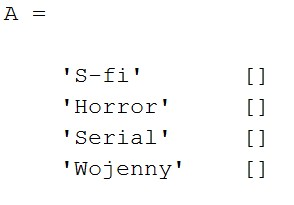 A =
'S-fi' []
'Horror' []
'Serial' []
'Wojenny' []